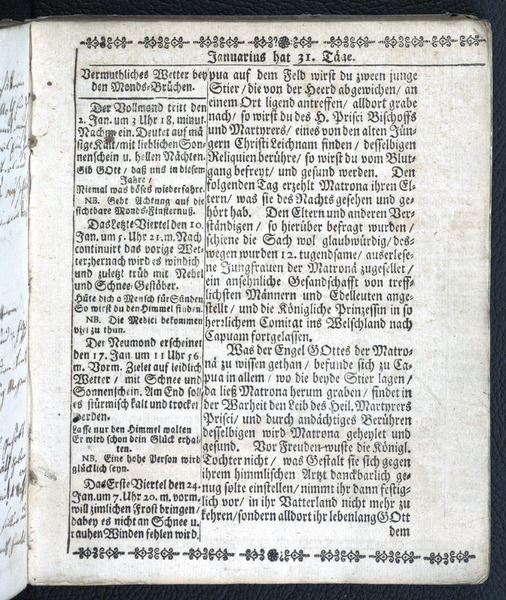 Januarius hat 31. Täge.
Vermuthliches Wetter bey
den Monds-Brüchen.
Der Vollmond tritt den
2. Jan. um 3 Uhr 18. minut.
Nachm. ein. Deutet auf mä
sige Kält/mit lieblichen Son-
nenschein u. hellen Nächten.
Gib GOtt / daß uns in diesem
Jahre/
Niemal was böses wiederfahre.
NB. Gebt Achtung auf die
sichtbare Monds-Finsternuß.
Das Letzte Viertel den 10.
Jan. um 5. Uhr 21. m. Nach
continuirt das vorige Wet-
ter; hernach wird es windich
und zuletzt trüb mit Nebel
und Schnee-Gestöber.
Hüte dich o Mensch für Sünden
So wirst du den Himmel finden.
NB. Die Medici bekommen
viel zu thun.
Der Neumond erscheinet
den 17. Jan um 11 Uhr 56
m. Vorm. Zielet auf leidlich
Wetter / mit Schnee und
Sonnenschein. Am End soll
es stürmisch kalt und trocken
werden.
Lasse nur den Himmel walten
Er wird schon dein Glück erhal-
ten.
NB. Eine hohe Person wird
glücklich seyn.
Das Erste Viertel den 24.
Jan. um 7. Uhr 20. m. vorm.
will zimlichen Frost bringen/
dabey es nicht an Schnee u.
rauhen Winden fehlen wird.
pua auf dem Feld wirst du zween junge
Stier / die von der Heerd abgewichen / an
einem Ort ligend antreffen / alldort grabe
nach / so wirst du des H. Prisci Bischoffs
und Martyrers / eines von den alten Jün-
gern Christi Leichnam finden / desselbigen
Reliquien berühre / so wirst du vom Blut-
gang befreyt / und gesund werden. Den
folgenden Tag erzehlt Matrona ihren El-
tern / was sie des Nachts gesehen und ge-
hört hab. Den Eltern und anderen Ver-
ständigen / so hierüber befragt wurden /
schiene die Sach wol glaubwürdig / des-
wegen wurden 12. tugendsame / auserlese-
ne Jungfrauen der Matronä zugesellet /
ein ansehnliche Gesandschafft von treff-
lichsten Männern und Edelleuten ange-
stellt / und die Königliche Prinzessin in so
herrlichem Comitat ins Welschland nach
Capuam fortgelassen.
Was der Engel GOttes der Matro-
nä zu wissen gethan / befunde sich zu Ca-
pua in allem / wo die beyde Stier lagen /
da ließ Matrona herum graben / findet in
der Warheit den Leib des Heil. Martyrers
Prisci / und durch andächtiges Berühren
desselbigen wird Matrona geheylet und
gesund. Vor Freuden wuste die Königl.
Tochter nicht / was Gestalt sie sich gegen
ihrem himmlischen Artzt danckbarlich ge-
nug solte einstellen / nimmt ihr dann festig-
lich vor / in ihr Vatterland nicht mehr zu
kehren / sondern alldort ihr lebenlang GOtt
dem